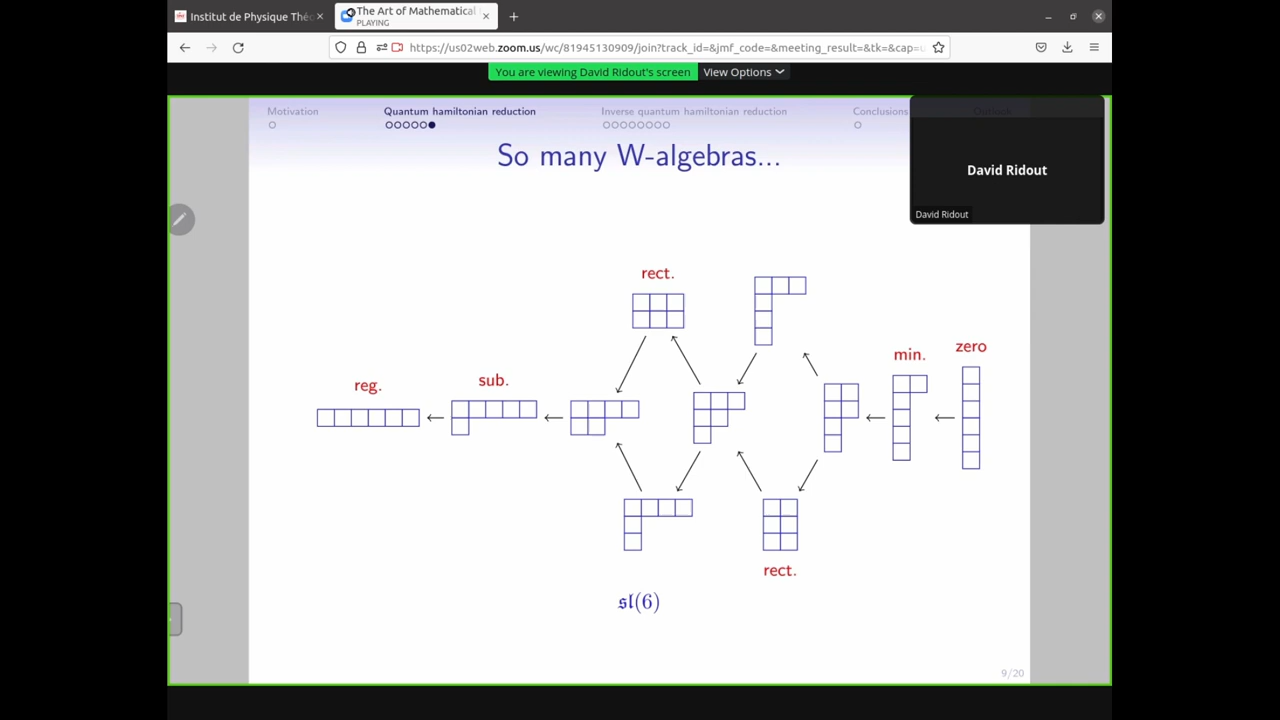 Institut de Physique Thé
The Art of Mathematical
PLAYING
https://us02web.zoom.us/wc/81945130909/join?track_id=&jmf_code=&meeting_result=&tk=&cap=
You are viewing David Ridout's screen
View Options
Motivation
Quantum hamiltonian reduction
Inverse quantum hamiltonian reduction
Conclusions
So many W-algebras...
David Ridout
David Ridout
rect.
zero
min.
sub.
reg.
rect.
𝔰𝔩(6)
9/20